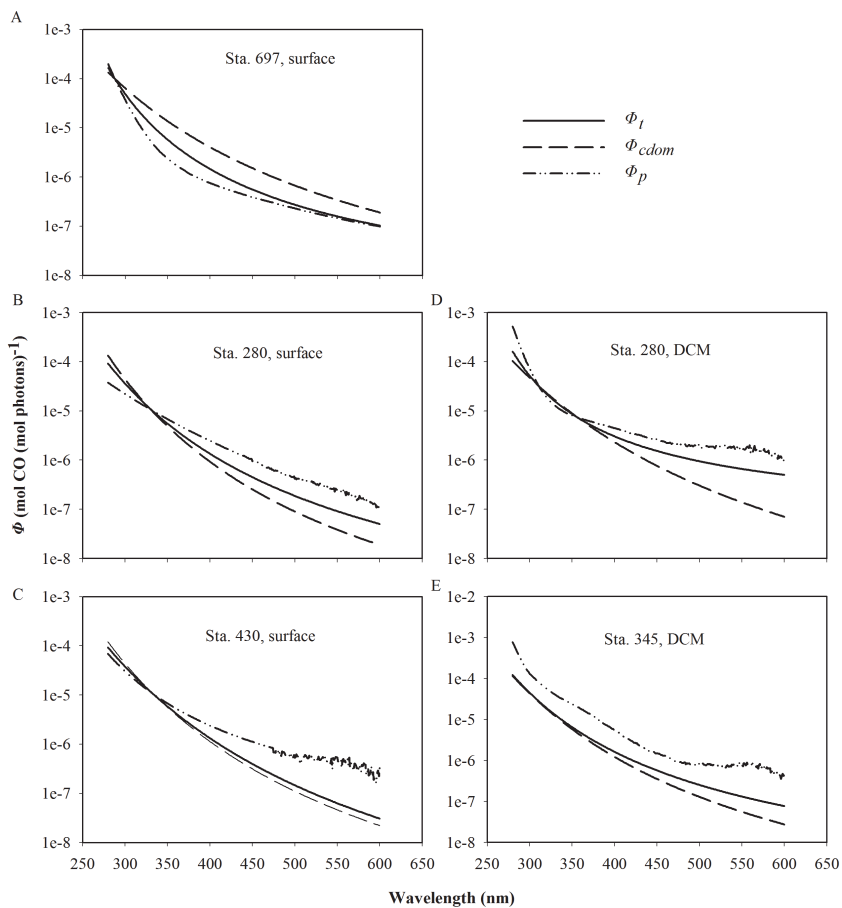 A
1e-3
1e-4
1e-5
1e-6
1e-7
1e-8
Sta. 697, surface
Φt
Φcdom
Φp
B
1e-3
1e-4
1e-5
1e-6
1e-7
1e-8
Sta. 280, surface
D
1e-3
1e-4
1e-5
1e-6
1e-7
1e-8
Sta. 280, DCM
Φ (mol CO (mol photons)-1)
C
1e-3
1e-4
1e-5
1e-6
1e-7
1e-8
Sta. 430, surface
250 300 350 400 450 500 550 600 650
E
1e-2
1e-3
1e-4
1e-5
1e-6
1e-7
1e-8
Sta. 345, DCM
250 300 350 400 450 500 550 600 650
Wavelength (nm)